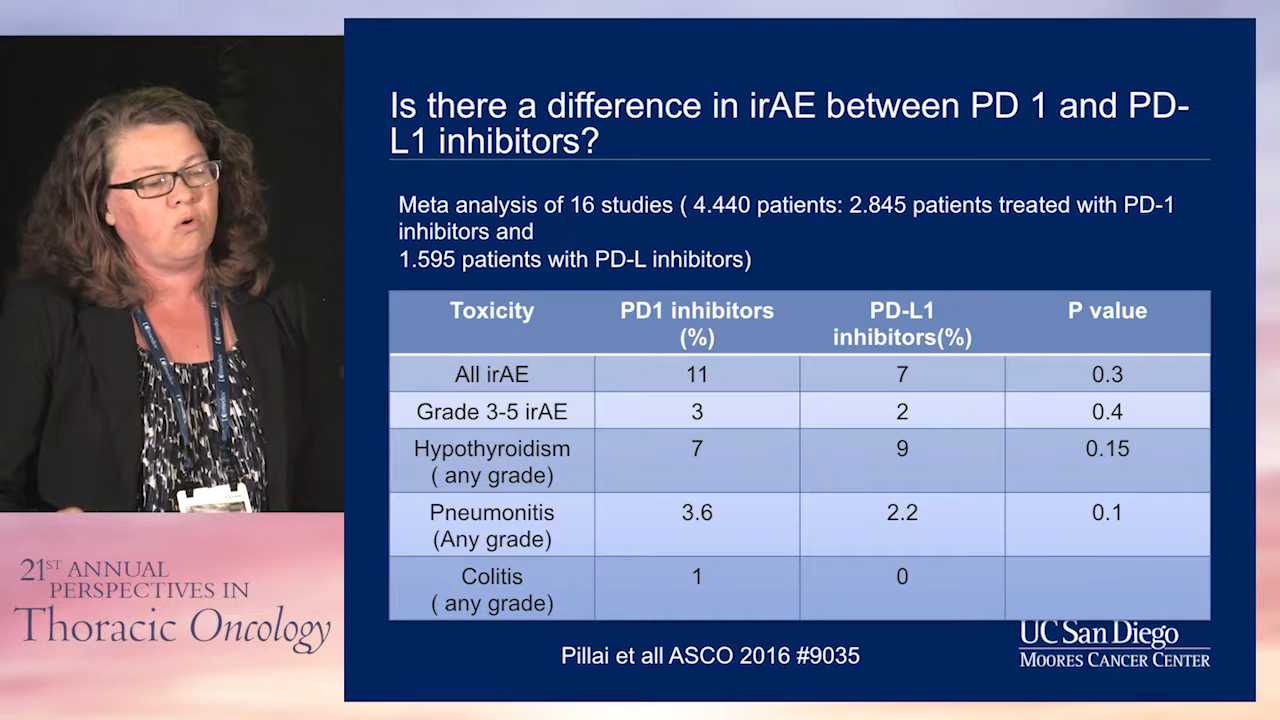 Is there a difference in irAE between PD 1 and PD-
L1 inhibitors?
Meta analysis of 16 studies ( 4.440 patients: 2.845 patients treated with PD-1
inhibitors and
1.595 patients with PD-L inhibitors)
Toxicity PD1 inhibitors (%) PD-L1 inhibitors(%) P value
All irAE 11 7 0.3
Grade 3-5 irAE 3 2 0.4
Hypothyroidism ( any grade) 7 9 0.15
Pneumonitis (Any grade) 3.6 2.2 0.1
Colitis ( any grade) 1 0
Pillai et all ASCO 2016 #9035
UC San Diego
MOORES CANCER CENTER
21ST ANNUAL
PERSPECTIVES IN
Thoracic Oncology